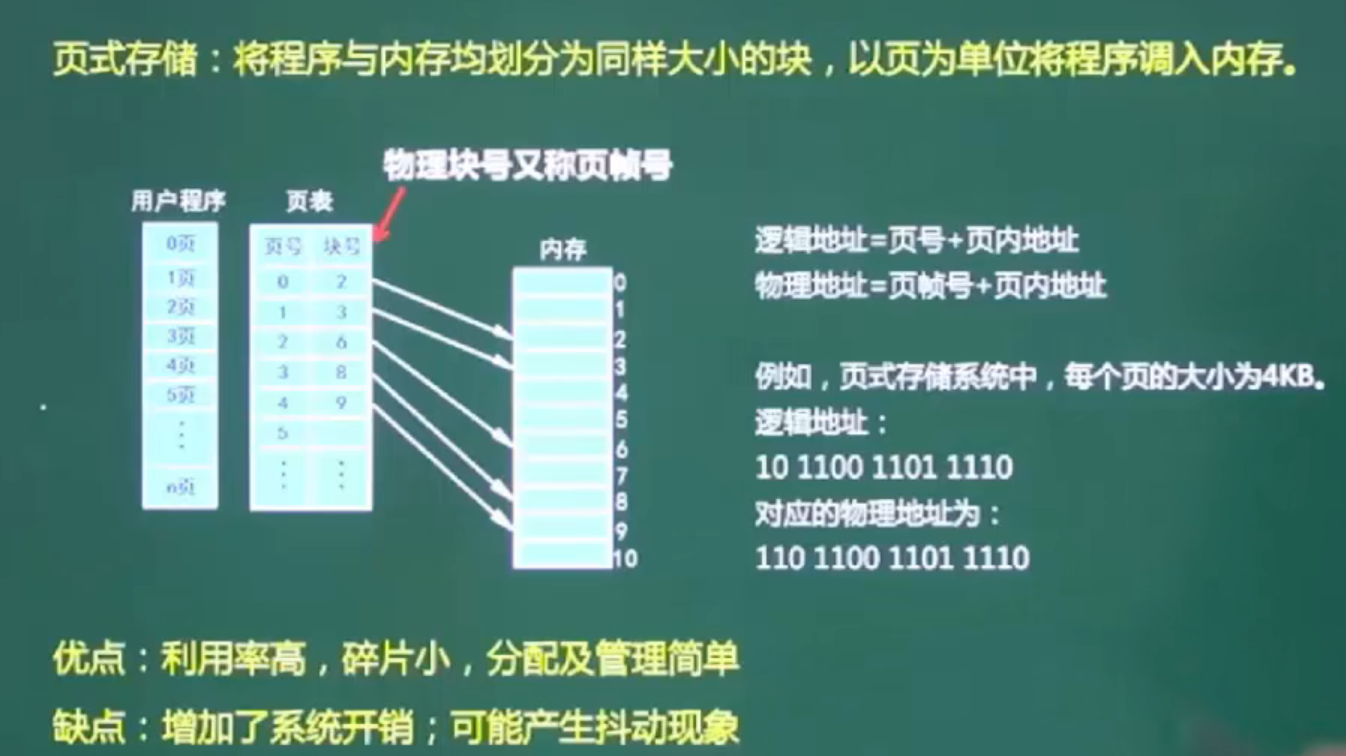 页式存储：将程序与内存均划分为同样大小的块，以页为单位将程序调入内存。
物理块号又称页帧号
用户程序
0页
1页
2页
3页
4页
5页
⋮
n页
页表
页号 块号
0 2
1 3
2 6
3 8
4 9
5
⋮ ⋮
内存
0
1
2
3
4
5
6
7
8
9
10
逻辑地址=页号+页内地址
物理地址=页帧号+页内地址
例如，页式存储系统中，每个页的大小为4KB。
逻辑地址：
10 1100 1101 1110
对应的物理地址为：
110 1100 1101 1110
优点：利用率高，碎片小，分配及管理简单
缺点：增加了系统开销；可能产生抖动现象